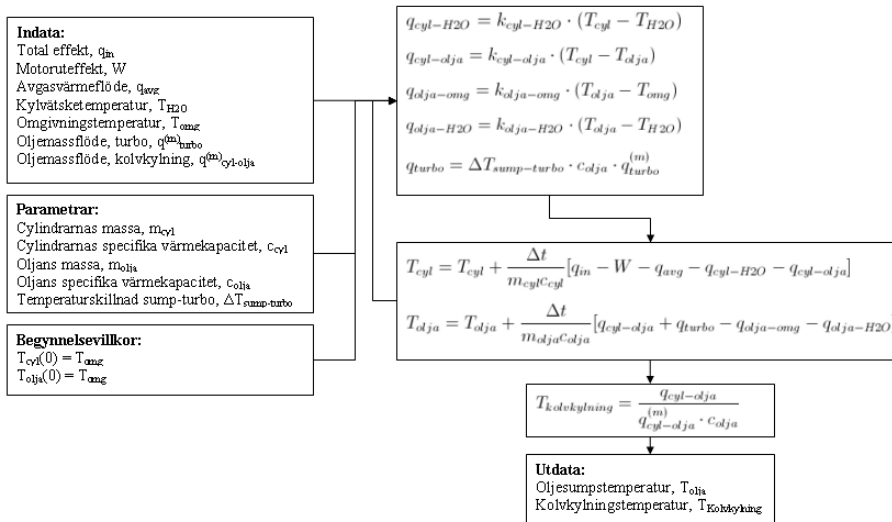 Indata:
Total effekt, q_in
Motoruteffekt, W
Avgasvärmeflöde, q_avg
Kylvätsketemperatur, T_H2O
Omgivningstemperatur, T_omg
Oljemassflöde, turbo, q^(m)_turbo
Oljemassflöde, kolvkylning, q^(m)_cyl-olja
Parametrar:
Cylindrarnas massa, m_cyl
Cylindrarnas specifika värmekapacitet, c_cyl
Oljans massa, m_olja
Oljans specifika värmekapacitet, c_olja
Temperaturskillnad sump-turbo, ΔT_sump-turbo
Begynnelsevillkor:
T_cyl(0) = T_omg
T_olja(0) = T_omg
q_cyl−H2O = k_cyl−H2O · (T_cyl − T_H2O)
q_cyl−olja = k_cyl−olja · (T_cyl − T_olja)
q_olja−omg = k_olja−omg · (T_olja − T_omg)
q_olja−H2O = k_olja−H2O · (T_olja − T_H2O)
q_turbo = ΔT_sump−turbo · c_olja · q^(m)_turbo
T_cyl = T_cyl + Δt / (m_cyl c_cyl) [q_in − W − q_avg − q_cyl−H2O − q_cyl−olja]
T_olja = T_olja + Δt / (m_olja c_olja) [q_cyl−olja + q_turbo − q_olja−omg − q_olja−H2O]
T_kolvkylning = q_cyl−olja / (q^(m)_cyl−olja · c_olja)
Utdata:
Oljesumpstemperatur, T_olja
Kolvkylningstemperatur, T_Kolvkylning